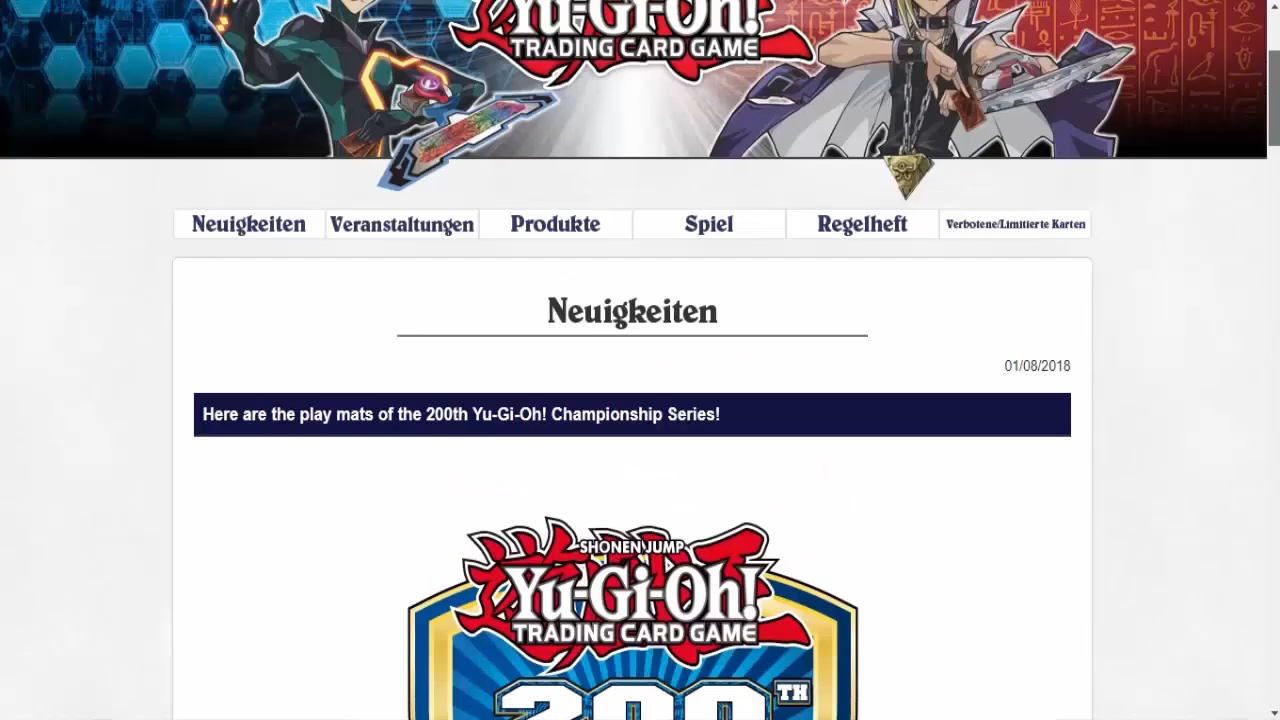 Yu-Gi-Oh!
TRADING CARD GAME
Neuigkeiten
Veranstaltungen
Produkte
Spiel
Regelheft
Verbotene/Limitierte Karten
Neuigkeiten
01/08/2018
Here are the play mats of the 200th Yu-Gi-Oh! Championship Series!
SHONEN JUMP
Yu-Gi-Oh!
TRADING CARD GAME
200TH